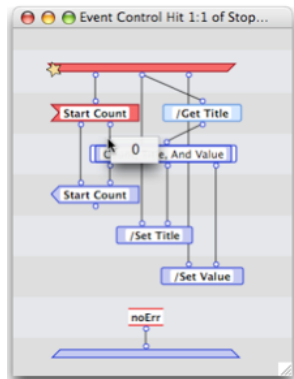 Event Control Hit 1:1 of Stop...
Start Count
/Get Title
0
e, And Value
Start Count
/Set Title
/Set Value
noErr